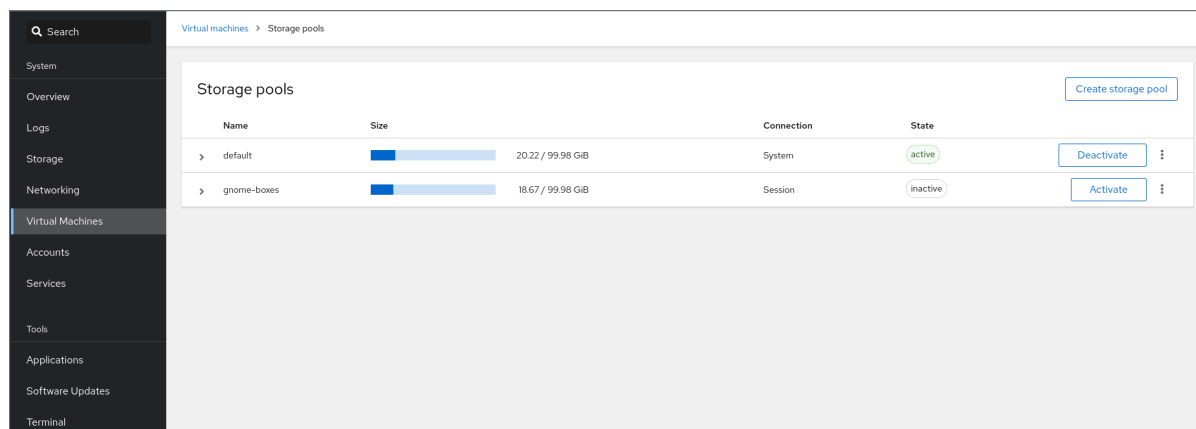 Search
System
Overview
Logs
Storage
Networking
Virtual Machines
Accounts
Services
Tools
Applications
Software Updates
Terminal
Virtual machines > Storage pools
Storage pools
Create storage pool
Name Size Connection State
default 20.22 / 99.98 GiB System active Deactivate
gnome-boxes 18.67 / 99.98 GiB Session inactive Activate